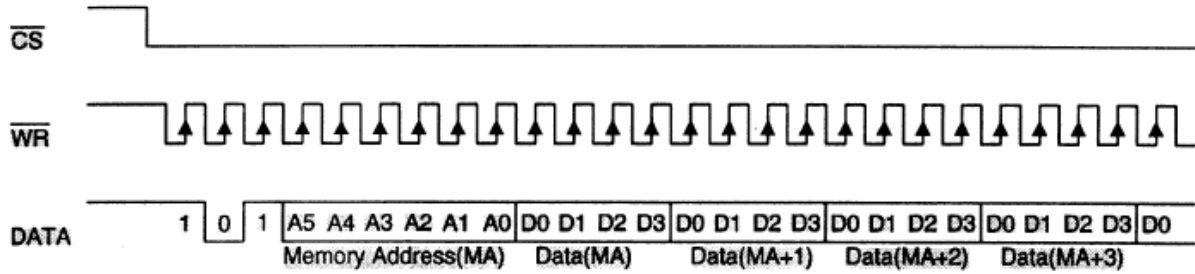 CS
WR
DATA 1 0 1 A5 A4 A3 A2 A1 A0 D0 D1 D2 D3 D0 D1 D2 D3 D0 D1 D2 D3 D0 D1 D2 D3 D0
Memory Address(MA) Data(MA) Data(MA+1) Data(MA+2) Data(MA+3)